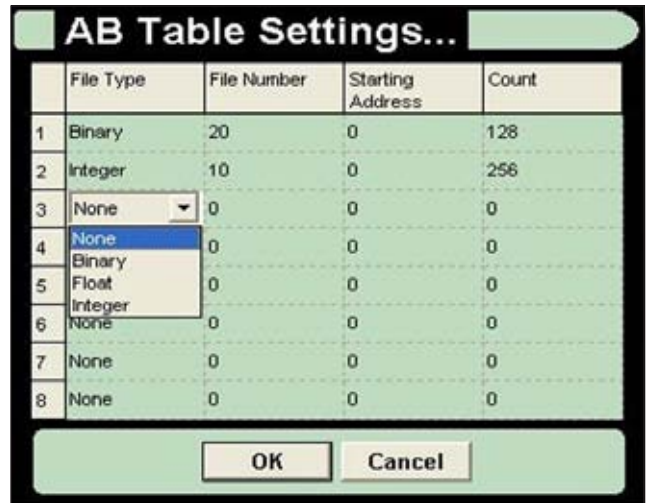 AB Table Settings...
File Type File Number Starting Address Count
1 Binary 20 0 128
2 Integer 10 0 256
3 None 0 0 0
4 None 0 0 0
Binary
5 Float 0 0 0
Integer
6 None 0 0 0
7 None 0 0 0
8 None 0 0 0
OK Cancel